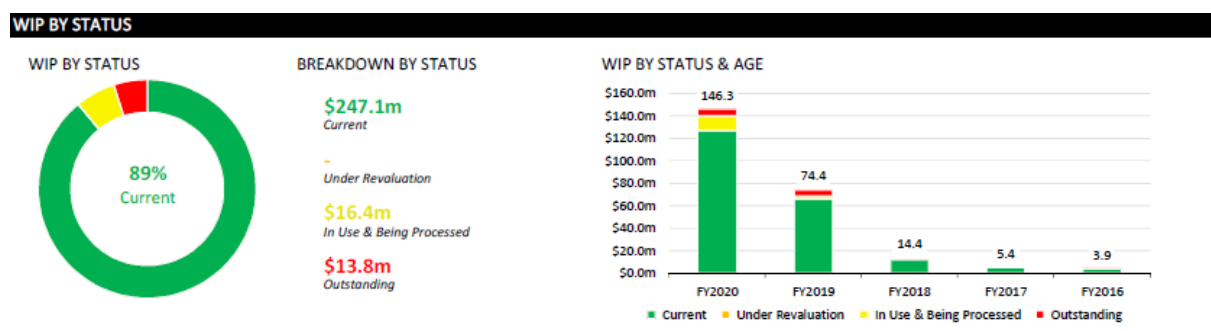 WIP BY STATUS
WIP BY STATUS
BREAKDOWN BY STATUS
WIP BY STATUS & AGE
89%
Current
$247.1m
Current
-
Under Revaluation
$16.4m
In Use & Being Processed
$13.8m
Outstanding
$160.0m
$140.0m
$120.0m
$100.0m
$80.0m
$60.0m
$40.0m
$20.0m
$0.0m
146.3
74.4
14.4
5.4
3.9
FY2020 FY2019 FY2018 FY2017 FY2016
Current Under Revaluation In Use & Being Processed Outstanding